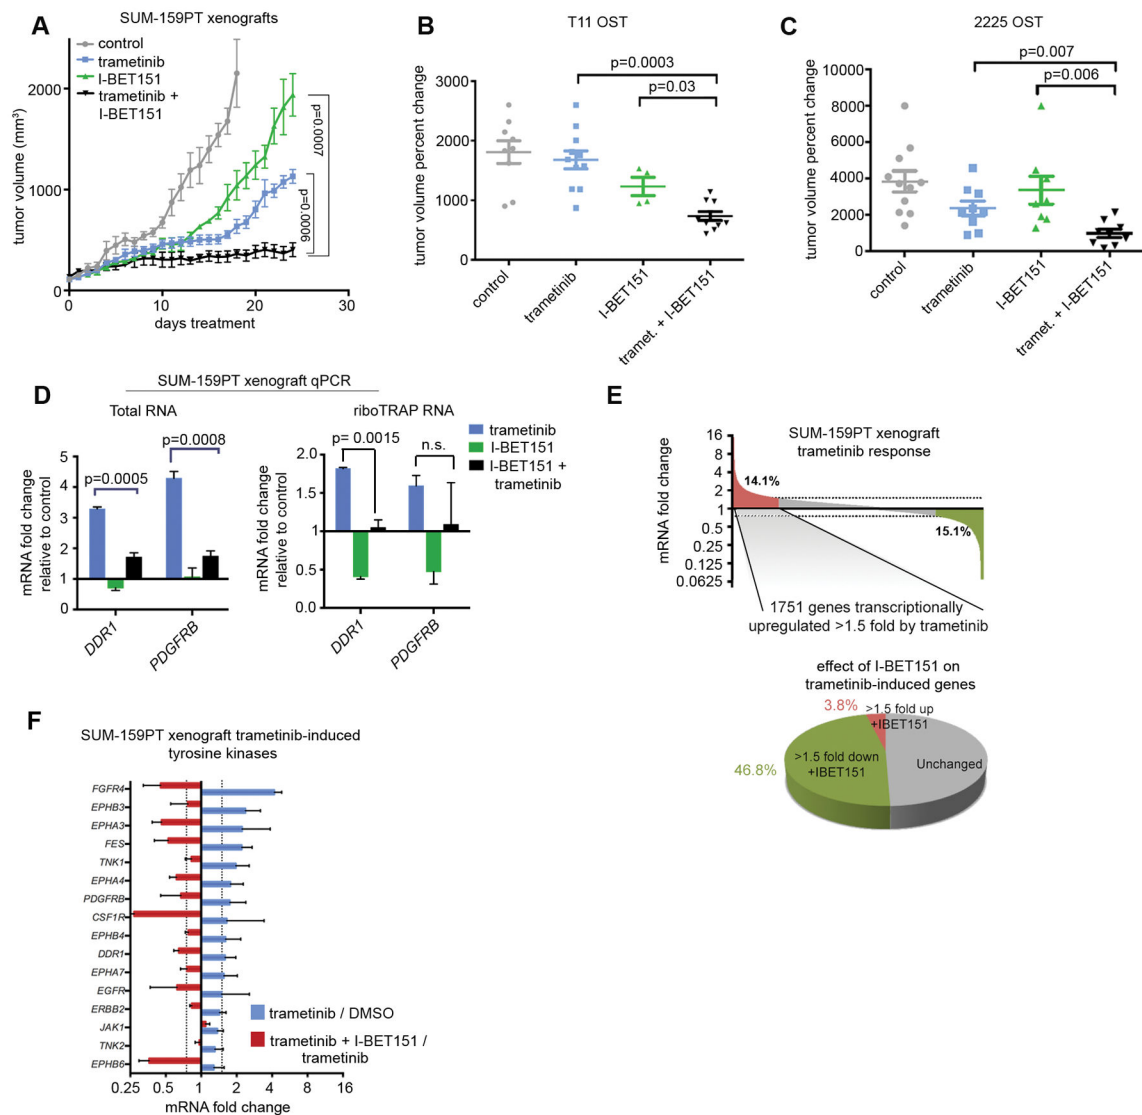 A
SUM-159PT xenografts
control
trametinib
I-BET151
trametinib +
I-BET151
tumor volume (mm³)
2000
1000
0
0
10
20
30
days treatment
p=0.0007
p=0.0006
B
T11 OST
p=0.0003
p=0.03
tumor volume percent change
3000
2000
1000
0
control
trametinib
I-BET151
tramet. + I-BET151
C
2225 OST
p=0.007
p=0.006
tumor volume percent change
10000
8000
6000
4000
2000
0
control
trametinib
I-BET151
tramet. + I-BET151
D
SUM-159PT xenograft qPCR
Total RNA
p=0.0008
p=0.0005
mRNA fold change
relative to control
5
4
3
2
1
0
DDR1
PDGFRB
riboTRAP RNA
p= 0.0015
n.s.
mRNA fold change
relative to control
2.0
1.5
1.0
0.5
0.0
DDR1
PDGFRB
trametinib
I-BET151
I-BET151 +
trametinib
E
SUM-159PT xenograft
trametinib response
mRNA fold change
16
8
4
2
1
0.5
0.25
0.125
0.0625
14.1%
15.1%
1751 genes transcriptionally
upregulated >1.5 fold by trametinib
effect of I-BET151 on
trametinib-induced genes
3.8%
>1.5 fold up
+IBET151
46.8%
>1.5 fold down
+IBET151
Unchanged
F
SUM-159PT xenograft trametinib-induced
tyrosine kinases
FGFR4
EPHB3
EPHA3
FES
TNK1
EPHA4
PDGFRB
CSF1R
EPHB4
DDR1
EPHA7
EGFR
ERBB2
JAK1
TNK2
EPHB6
trametinib / DMSO
trametinib + I-BET151 /
trametinib
0.25
0.5
1
2
4
8
16
mRNA fold change